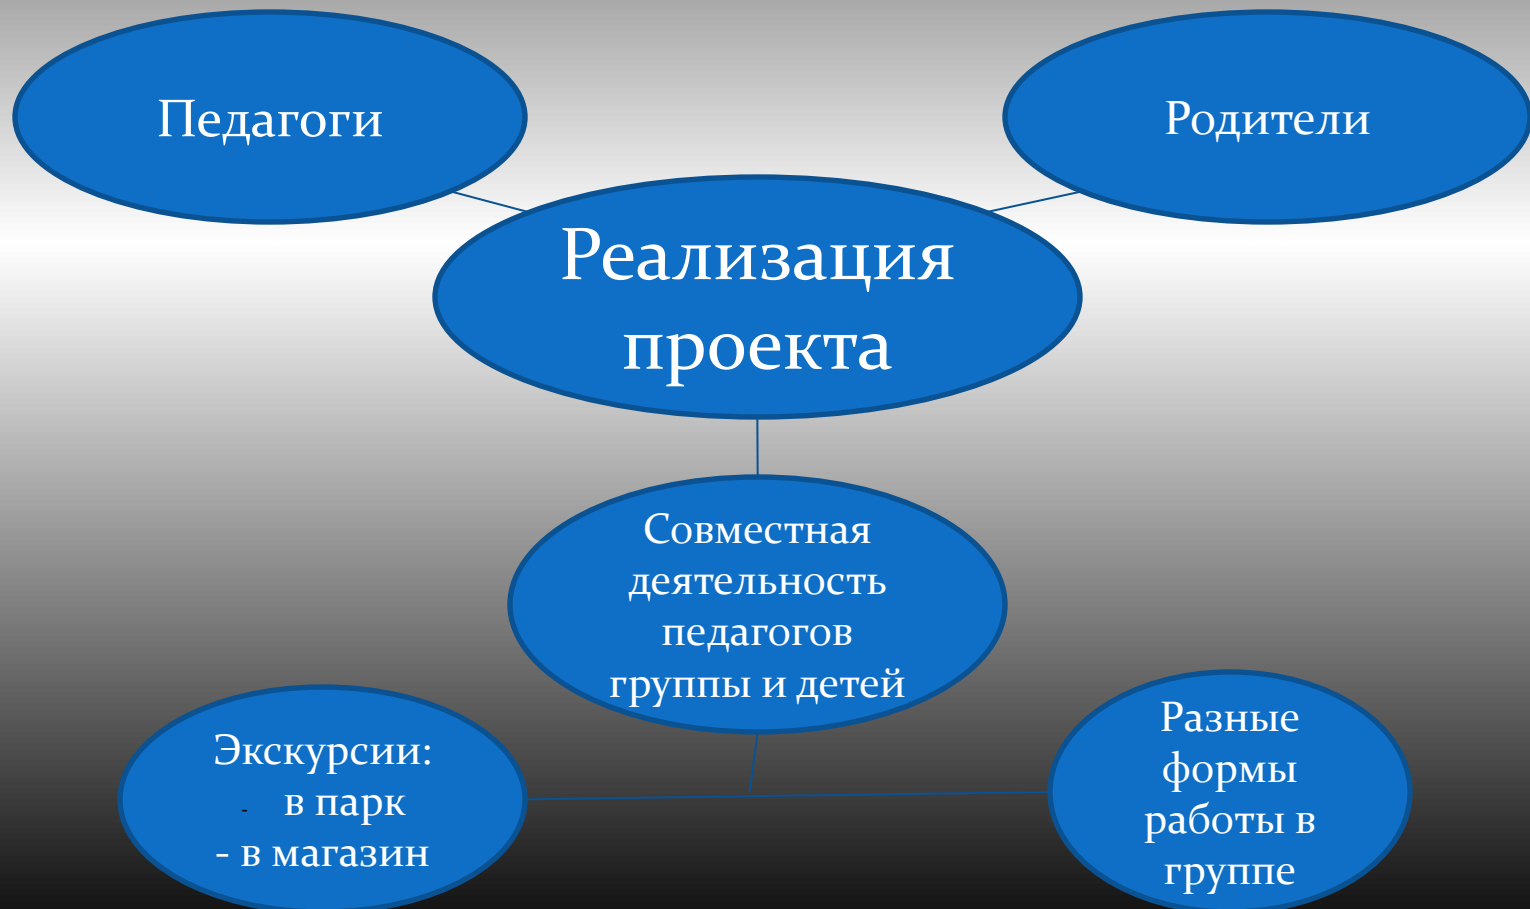 Педагоги
Родители
Реализация
проекта
Совместная
деятельность
педагогов
группы и детей
Экскурсии:
- в парк
- в магазин
Разные
формы
работы в
группе